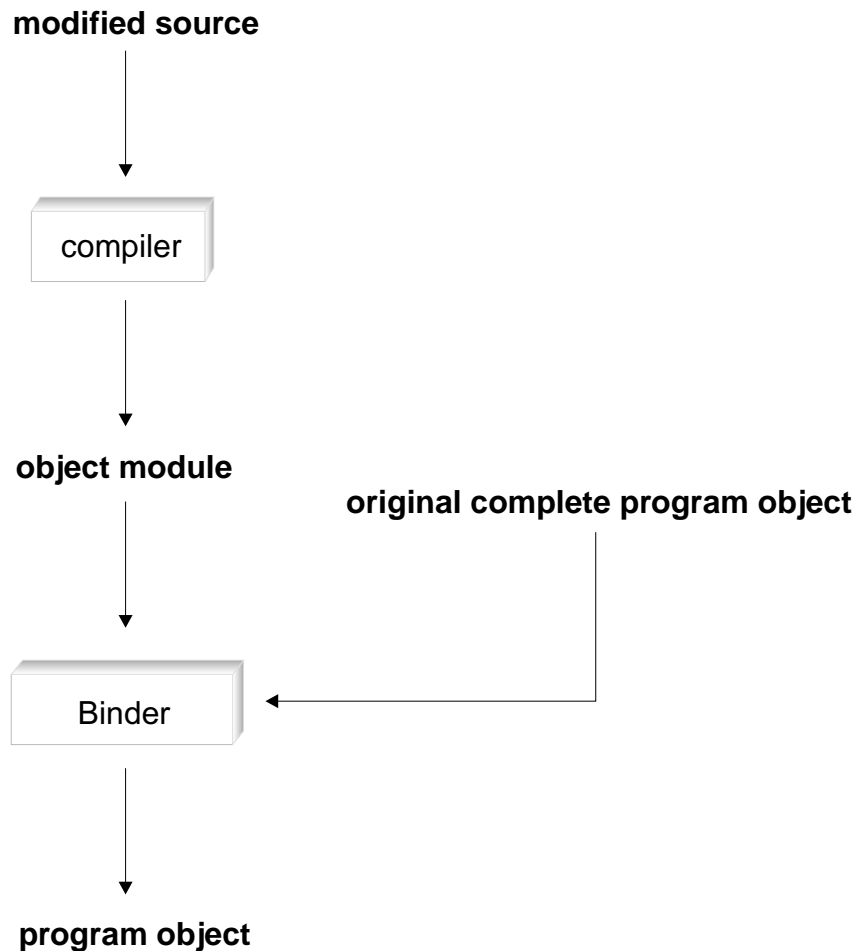 modified source
compiler
object module
original complete program object
Binder
program object